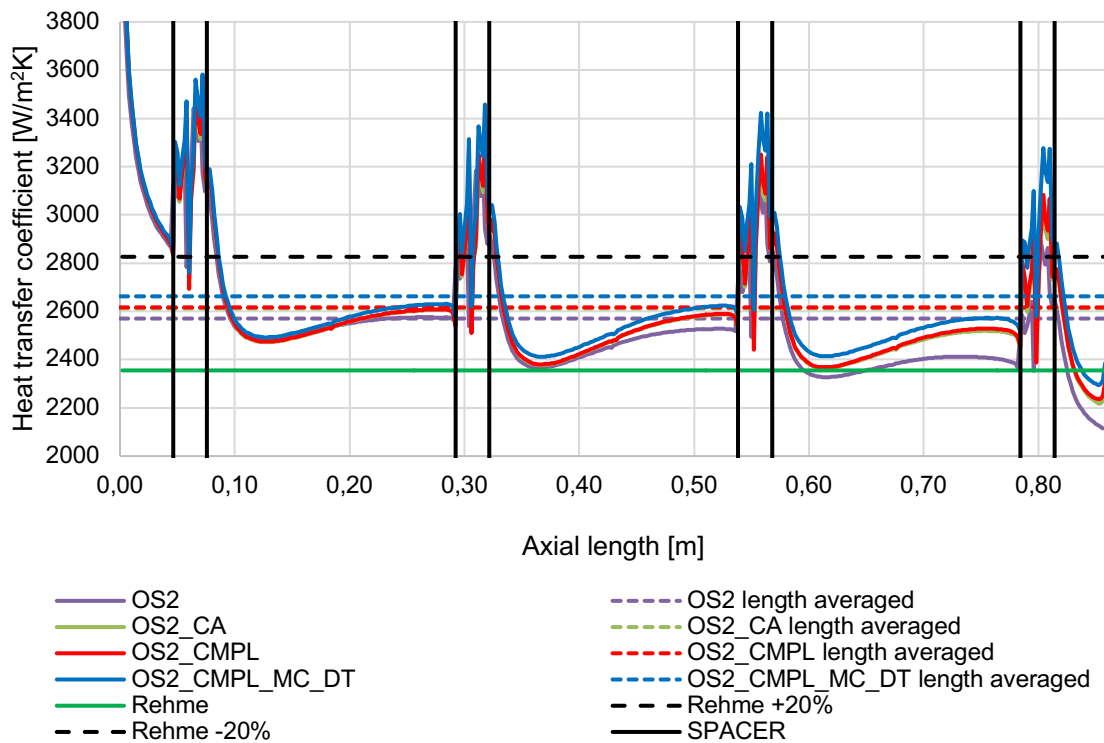 Heat transfer coefficient [W/m²K]
3800
3600
3400
3200
3000
2800
2600
2400
2200
2000
0,00 0,10 0,20 0,30 0,40 0,50 0,60 0,70 0,80
Axial length [m]
OS2 OS2 length averaged
OS2_CA OS2_CA length averaged
OS2_CMPL OS2_CMPL length averaged
OS2_CMPL_MC_DT OS2_CMPL_MC_DT length averaged
Rehme Rehme +20%
Rehme -20% SPACER